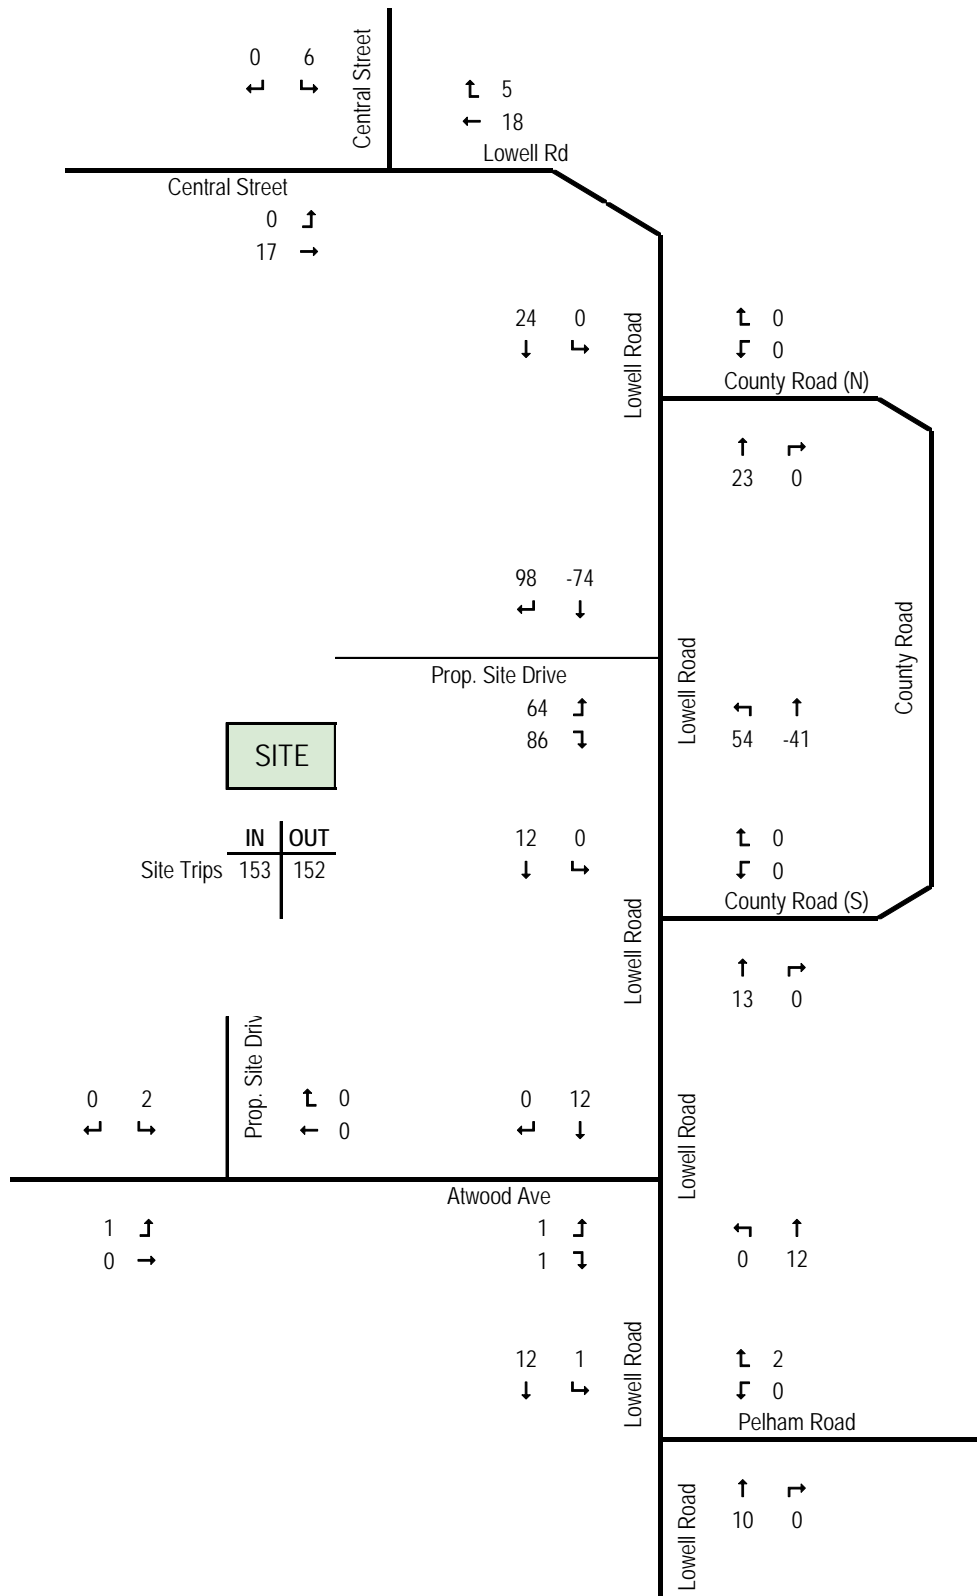 0 6
Central Street
5
18
Lowell Rd
Central Street
0
17
24 0
Lowell Road
0
0
County Road (N)
23 0
98 -74
County Road
Prop. Site Drive
Lowell Road
64
86
54 -41
SITE
IN OUT
Site Trips 153 152
12 0
0
0
County Road (S)
Lowell Road
13 0
Prop. Site Driv
0 2
0
0
0 12
Lowell Road
Atwood Ave
1
0
1
1
0 12
12 1
Lowell Road
2
0
Pelham Road
Lowell Road
10 0